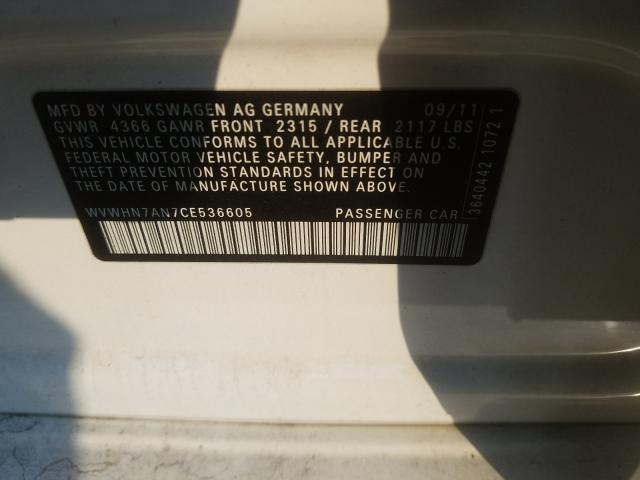 MFD BY VOLKSWAGEN AG GERMANY 09/11
GVWR 4366 GAWR FRONT 2315 / REAR 2117 LBS
THIS VEHICLE CONFORMS TO ALL APPLICABLE U.S.
FEDERAL MOTOR VEHICLE SAFETY, BUMPER AND
THEFT PREVENTION STANDARDS IN EFFECT ON
THE DATE OF MANUFACTURE SHOWN ABOVE.
WVWHN7AN7CE536605 PASSENGER CAR
3640442 1072 1